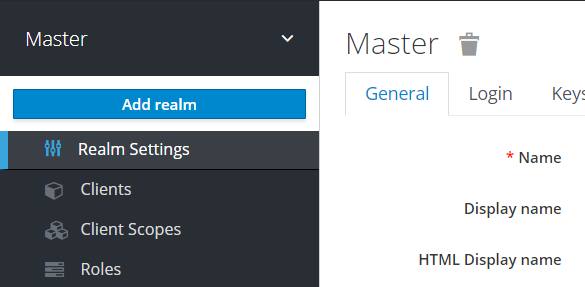 Master
Add realm
Realm Settings
Clients
Client Scopes
Roles
Master
General Login Keys
* Name
Display name
HTML Display name